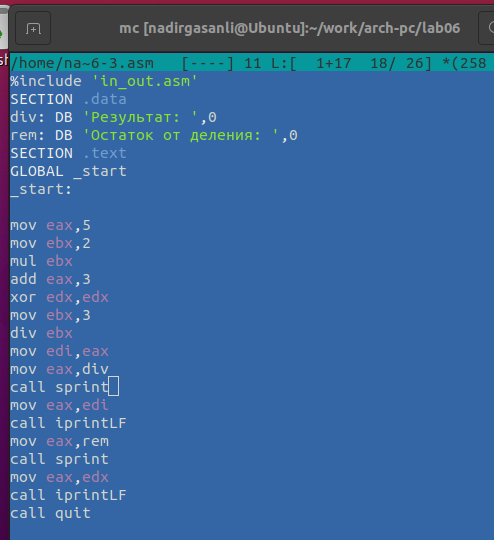 mc [nadirgasanli@Ubuntu]:~/work/arch-pc/lab06
/home/na~6-3.asm [----] 11 L:[ 1+17 18/ 26] *(258
%include 'in_out.asm'
SECTION .data
div: DB 'Результат: ',0
rem: DB 'Остаток от деления: ',0
SECTION .text
GLOBAL _start
_start:
mov eax,5
mov ebx,2
mul ebx
add eax,3
xor edx,edx
mov ebx,3
div ebx
mov edi,eax
mov eax,div
call sprint
mov eax,edi
call iprintLF
mov eax,rem
call sprint
mov eax,edx
call iprintLF
call quit